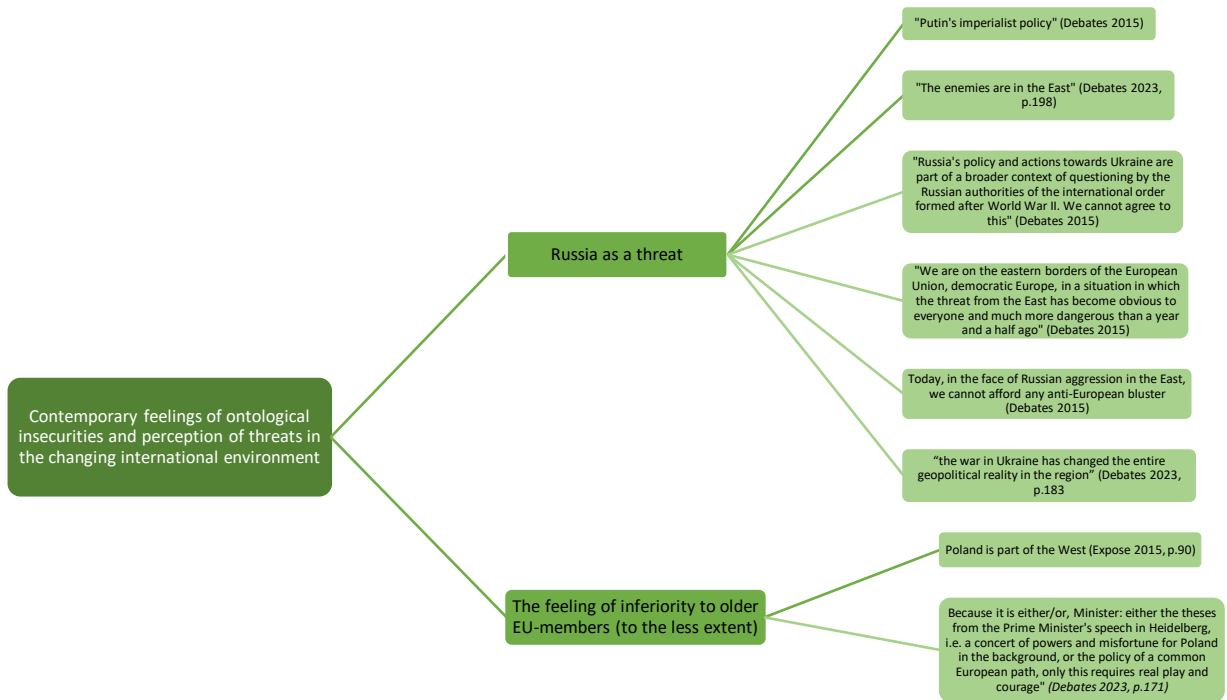 "Putin's imperialist policy" (Debates 2015)
"The enemies are in the East" (Debates 2023,
p.198)
"Russia's policy and actions towards Ukraine are
part of a broader context of questioning by the
Russian authorities of the international order
formed after World War II. We cannot agree to
this" (Debates 2015)
Russia as a threat
"We are on the eastern borders of the European
Union, democratic Europe, in a situation in which
the threat from the East has become obvious to
everyone and much more dangerous than a year
and a half ago" (Debates 2015)
Today, in the face of Russian aggression in the East,
we cannot afford any anti-European bluster
(Debates 2015)
Contemporary feelings of ontological
insecurities and perception of threats in
the changing international environment
“the war in Ukraine has changed the entire
geopolitical reality in the region” (Debates 2023,
p.183
Poland is part of the West (Expose 2015, p.90)
The feeling of inferiority to older
EU-members (to the less extent)
Because it is either/or, Minister: either the theses
from the Prime Minister's speech in Heidelberg,
i.e. a concert of powers and misfortune for Poland
in the background, or the policy of a common
European path, only this requires real play and
courage" (Debates 2023, p.171)